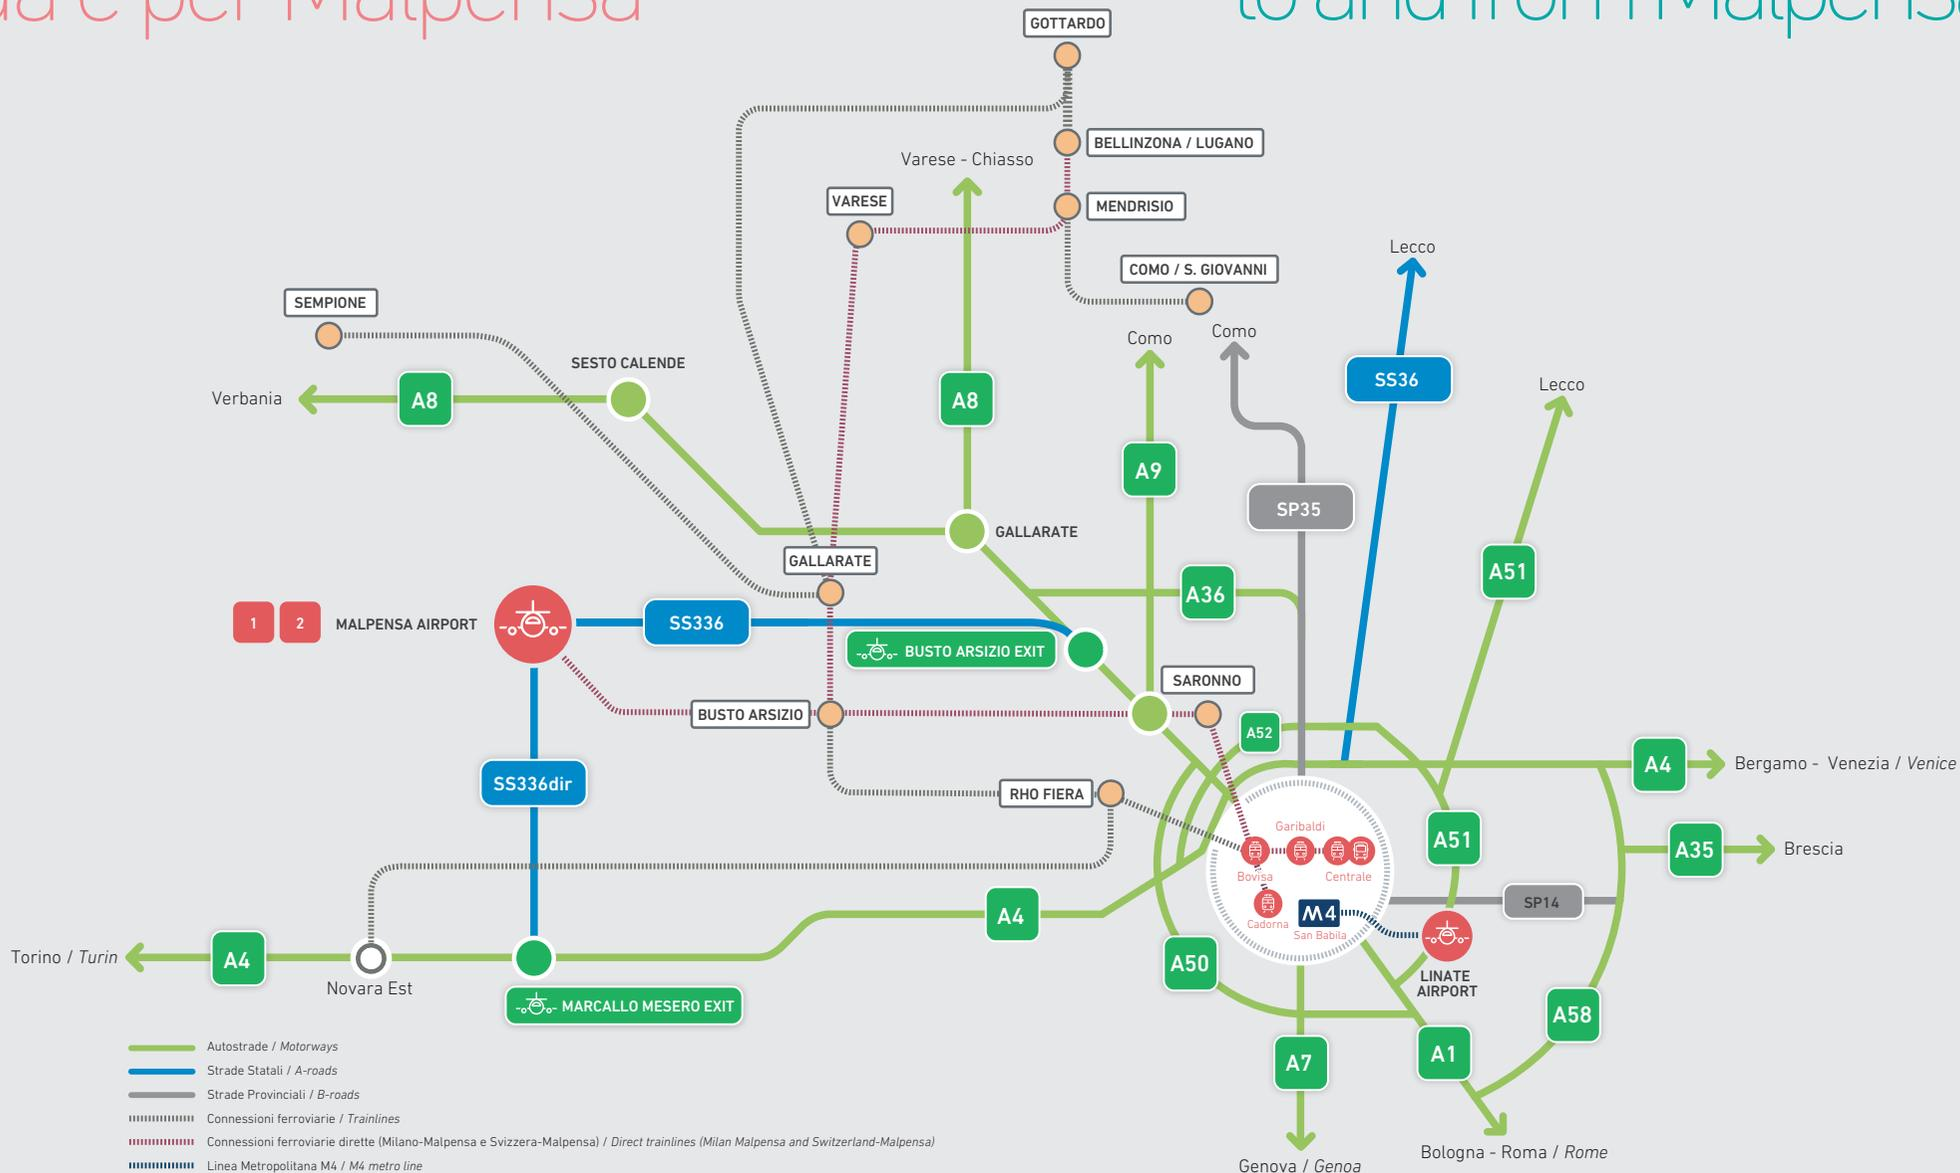 da e per Malpensa
to and from Malpensa
GOTTARDO
BELLINZONA / LUGANO
Varese - Chiasso
VARESE
MENDRISIO
Lecco
COMO / S. GIOVANNI
SEMPIONE
Como
Como
SESTO CALENDE
SS36
Lecco
Verbania
A8
A8
A9
SP35
GALLARATE
GALLARATE
A51
A36
1
2
MALPENSA AIRPORT
SS336
BUSTO ARSIZIO EXIT
SARONNO
BUSTO ARSIZIO
A52
A4
Bergamo - Venezia / Venice
SS336dir
RHO FIERA
Garibaldi
A51
A35
Brescia
Bovisa
Centrale
SP14
A4
M4
Cadorna
San Babila
Torino / Turin
A4
A50
LINATE
AIRPORT
Novara Est
MARCALLO MESERO EXIT
A58
A1
A7
Autostrade / Motorways
Strade Statali / A-roads
Strade Provinciali / B-roads
Connessioni ferroviarie / Trainlines
Connessioni ferroviarie dirette (Milano-Malpensa e Svizzera-Malpensa) / Direct trainlines (Milan Malpensa and Switzerland-Malpensa)
Linea Metropolitana M4 / M4 metro line
Bologna - Roma / Rome
Genova / Genoa